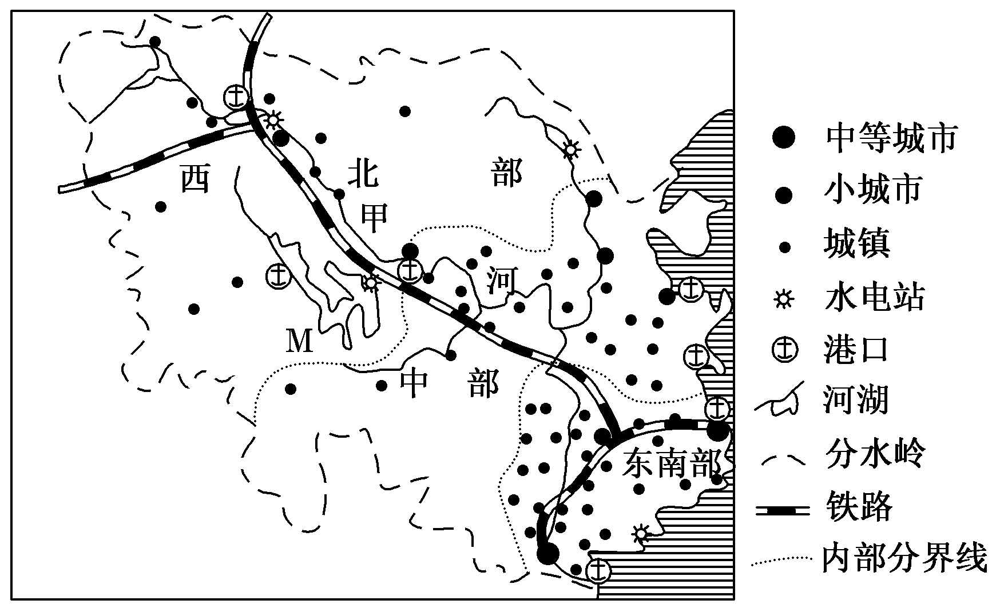 西
北
部
甲
河
M
中
部
东南部
中等城市
小城市
城镇
水电站
港口
河湖
分水岭
铁路
内部分界线